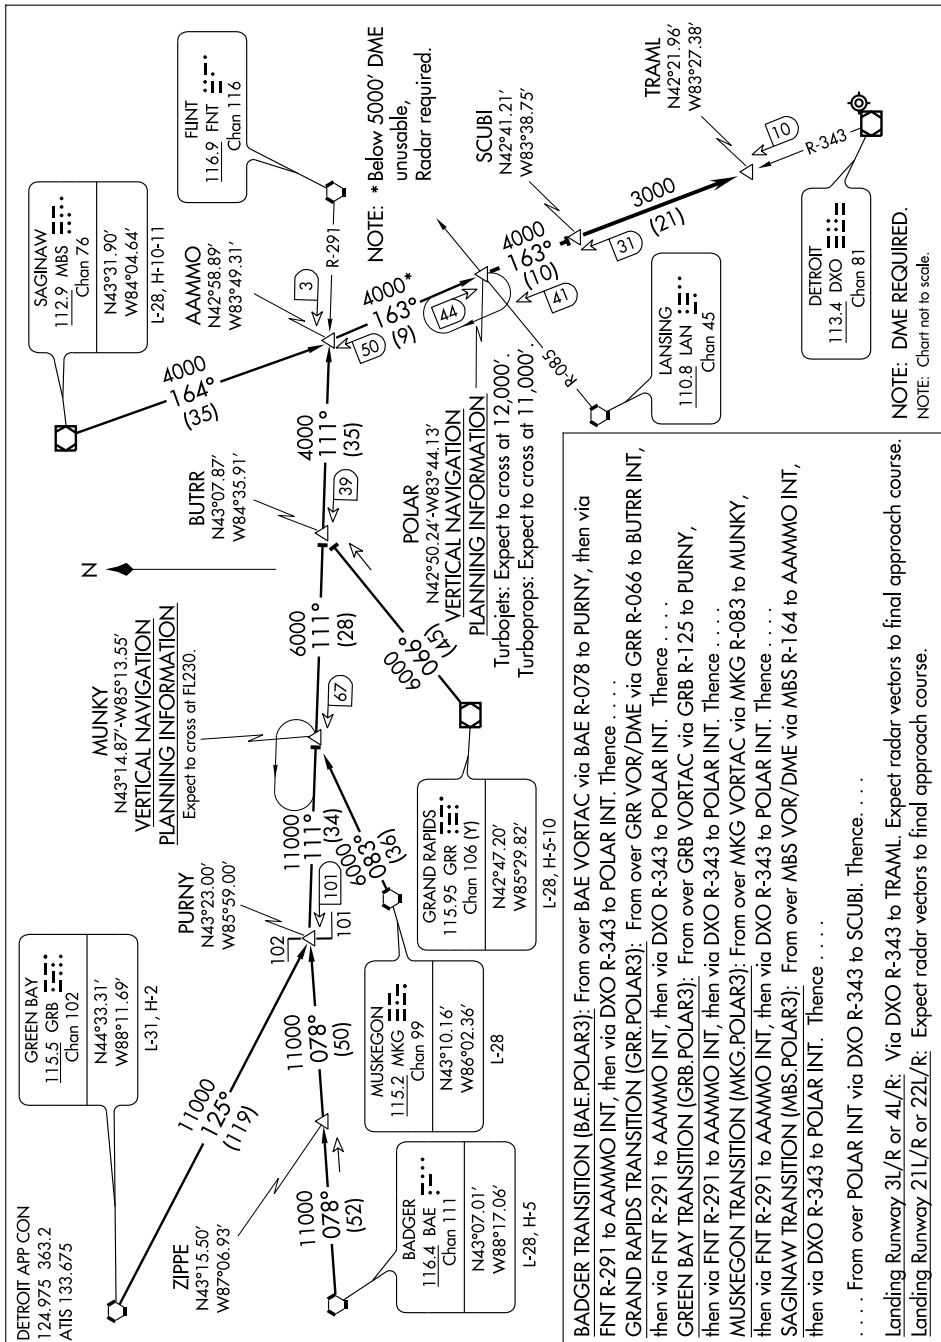 DETROIT APP CON
124.975 363.2
ATIS 133.675
GREEN BAY
115.5 GRB
Chan 102
N44°33.31'
W88°11.69'
L-31, H-2
11000
125°
(119)
ZIPPE
N43°15.50'
W87°06.93'
11000
078°
(52)
BADGER
116.4 BAE
Chan 111
N43°07.01'
W88°17.06'
L-28, H-5
11000
078°
(50)
PURNY
N43°23.00'
W85°59.00'
102
101
101
11000
111°
(34)
MUSKEGON
115.2 MKG
Chan 99
N43°10.16'
W86°02.36'
L-28
6000
083°
(36)
MUNKY
N43°14.87'-W85°13.55'
VERTICAL NAVIGATION
PLANNING INFORMATION
Expect to cross at FL230.
67
6000
111°
(28)
GRAND RAPIDS
115.95 GRR
Chan 106 (Y)
N42°47.20'
W85°29.82'
L-28, H-5-10
6000
066°
(45)
N
BUTRR
N43°07.87'
W84°35.91'
39
4000
111°
(35)
SAGINAW
112.9 MBS
Chan 76
N43°31.90'
W84°04.64'
L-28, H-10-11
4000
164°
(35)
AAMMO
N42°58.89'
W83°49.31'
3
50
R-291
FLINT
116.9 FNT
Chan 116
4000*
163°
(9)
NOTE: * Below 5000' DME
unusable,
Radar required.
POLAR
N42°50.24'-W83°44.13'
VERTICAL NAVIGATION
PLANNING INFORMATION
Turbojets: Expect to cross at 12,000'.
Turboprops: Expect to cross at 11,000'.
44
41
R-085
LANSING
110.8 LAN
Chan 45
4000
163°
(10)
SCUBI
N42°41.21'
W83°38.75'
31
3000
(21)
TRAML
N42°21.96'
W83°27.38'
10
R-343
DETROIT
113.4 DXO
Chan 81
NOTE: DME REQUIRED.
NOTE: Chart not to scale.
BADGER TRANSITION (BAE.POLAR3): From over BAE VORTAC via BAE R-078 to PURNY, then via
FNT R-291 to AAMMO INT, then via DXO R-343 to POLAR INT. Thence . . . .
GRAND RAPIDS TRANSITION (GRR.POLAR3): From over GRR VOR/DME via GRR R-066 to BUTRR INT,
then via FNT R-291 to AAMMO INT, then via DXO R-343 to POLAR INT. Thence . . . .
GREEN BAY TRANSITION (GRB.POLAR3): From over GRB VORTAC via GRB R-125 to PURNY,
then via FNT R-291 to AAMMO INT, then via DXO R-343 to POLAR INT. Thence . . . .
MUSKEGON TRANSITION (MKG.POLAR3): From over MKG VORTAC via MKG R-083 to MUNKY,
then via FNT R-291 to AAMMO INT, then via DXO R-343 to POLAR INT. Thence . . . .
SAGINAW TRANSITION (MBS.POLAR3): From over MBS VOR/DME via MBS R-164 to AAMMO INT,
then via DXO R-343 to POLAR INT. Thence . . . .
. . . . From over POLAR INT via DXO R-343 to SCUBI. Thence. . . .
Landing Runway 3L/R or 4L/R: Via DXO R-343 to TRAML. Expect radar vectors to final approach course.
Landing Runway 21L/R or 22L/R: Expect radar vectors to final approach course.